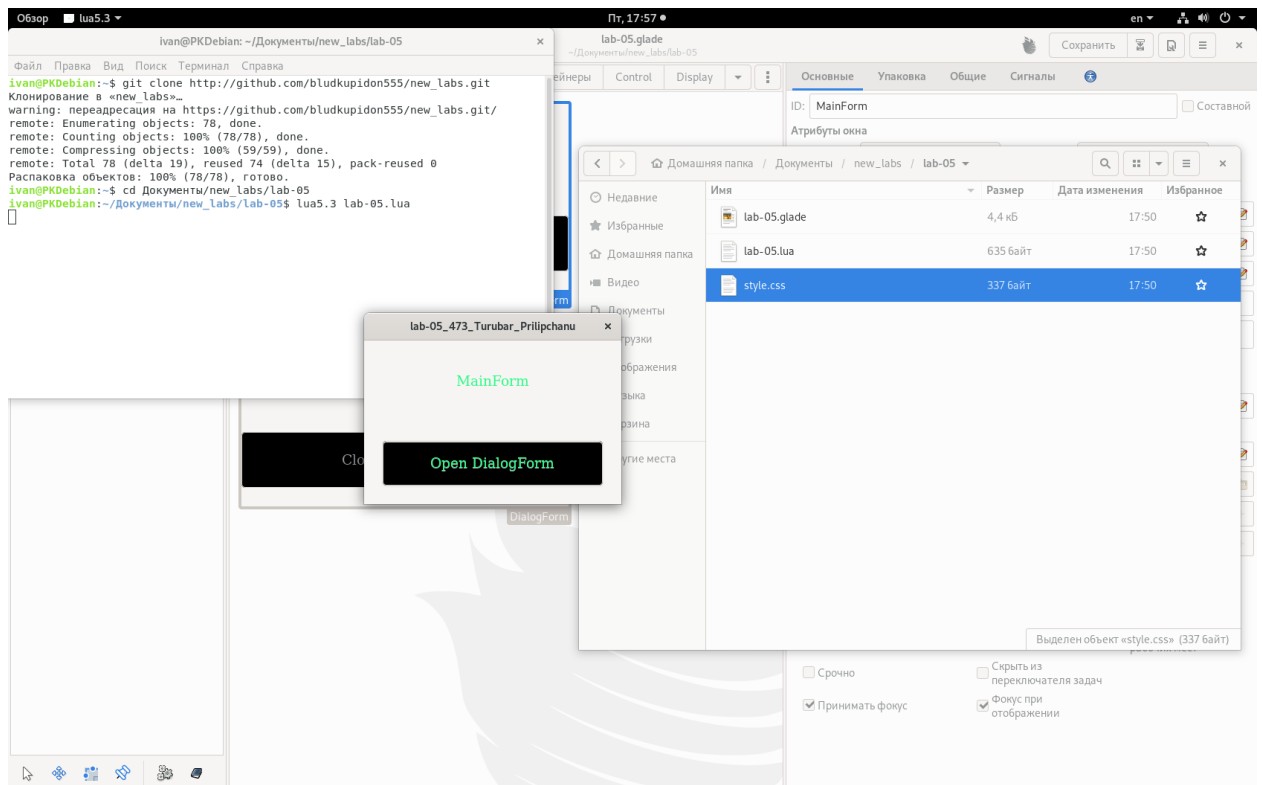 Обзор lua5.3 Пт, 17:57 en
ivan@PKDebian: ~/Документы/new_labs/lab-05
Файл Правка Вид Поиск Терминал Справка
ivan@PKDebian:~$ git clone http://github.com/bludkupidon555/new_labs.git
Клонирование в «new_labs»…
warning: переадресация на https://github.com/bludkupidon555/new_labs.git/
remote: Enumerating objects: 78, done.
remote: Counting objects: 100% (78/78), done.
remote: Compressing objects: 100% (59/59), done.
remote: Total 78 (delta 19), reused 74 (delta 15), pack-reused 0
Распаковка объектов: 100% (78/78), готово.
ivan@PKDebian:~$ cd Документы/new_labs/lab-05
ivan@PKDebian:~/Документы/new_labs/lab-05$ lua5.3 lab-05.lua
lab-05.glade
~/Документы/new_labs/lab-05
Сохранить
ейнеры Control Display
Основные Упаковка Общие Сигналы
ID: MainForm Составной
Атрибуты окна
Домашняя папка / Документы / new_labs / lab-05
Недавние
Избранные
Домашняя папка
Видео
Документы
грузки
ображения
зыка
рзина
угие места
Имя Размер Дата изменения Избранное
lab-05.glade 4,4 кБ 17:50
lab-05.lua 635 байт 17:50
style.css 337 байт 17:50
Выделен объект «style.css» (337 байт)
rm
lab-05_473_Turubar_Prilipchanu
MainForm
Open DialogForm
Clo
DialogForm
Срочно
Скрыть из
переключателя задач
Принимать фокус
Фокус при
отображении